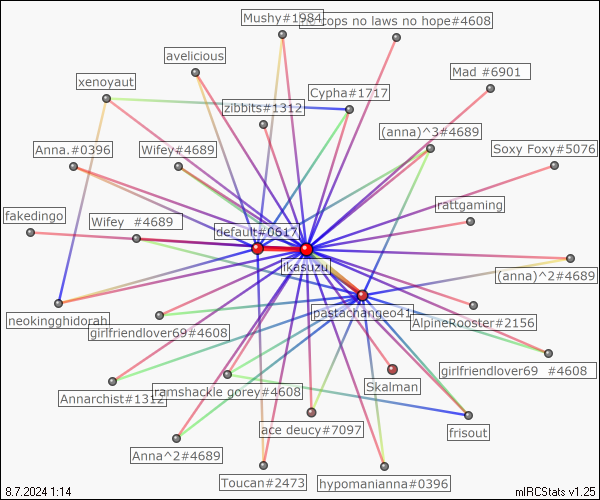 Mushy#1984
cops no laws no hope#4608
avelicious
Mad #6901
xenoyaut
Cypha#1717
zibbits#1312
(anna)^3#4689
Anna.#0396
Wifey#4689
Soxy Foxy#5076
rattgaming
fakedingo
Wifey #4689
default#0617
jkasuzu
(anna)^2#4689
pastachangeo41
neokingghidorah
AlpineRooster#2156
girlfriendlover69#4608
girlfriendlover69 #4608
Skalman
Annarchist#1312
ramshackle gorey#4608
ace deucy#7097
frisout
Anna^2#4689
Toucan#2473
hypomanianna#0396
8.7.2024 1:14
mIRCStats v1.25